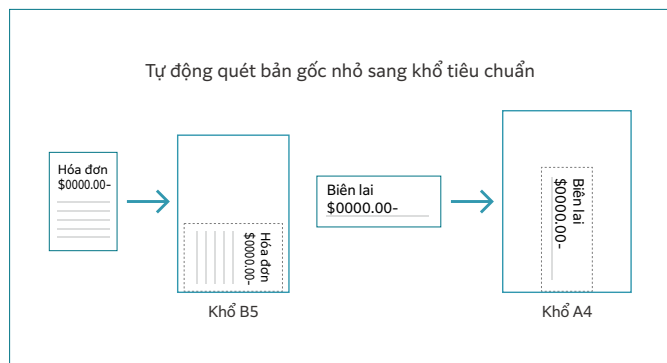 Tự động quét bản gốc nhỏ sang khổ tiêu chuẩn
Hóa đơn
$0000.00-
Hóa đơn
$0000.00-
Khổ B5
Biên lai
$0000.00-
Biên lai
$0000.00-
Khổ A4